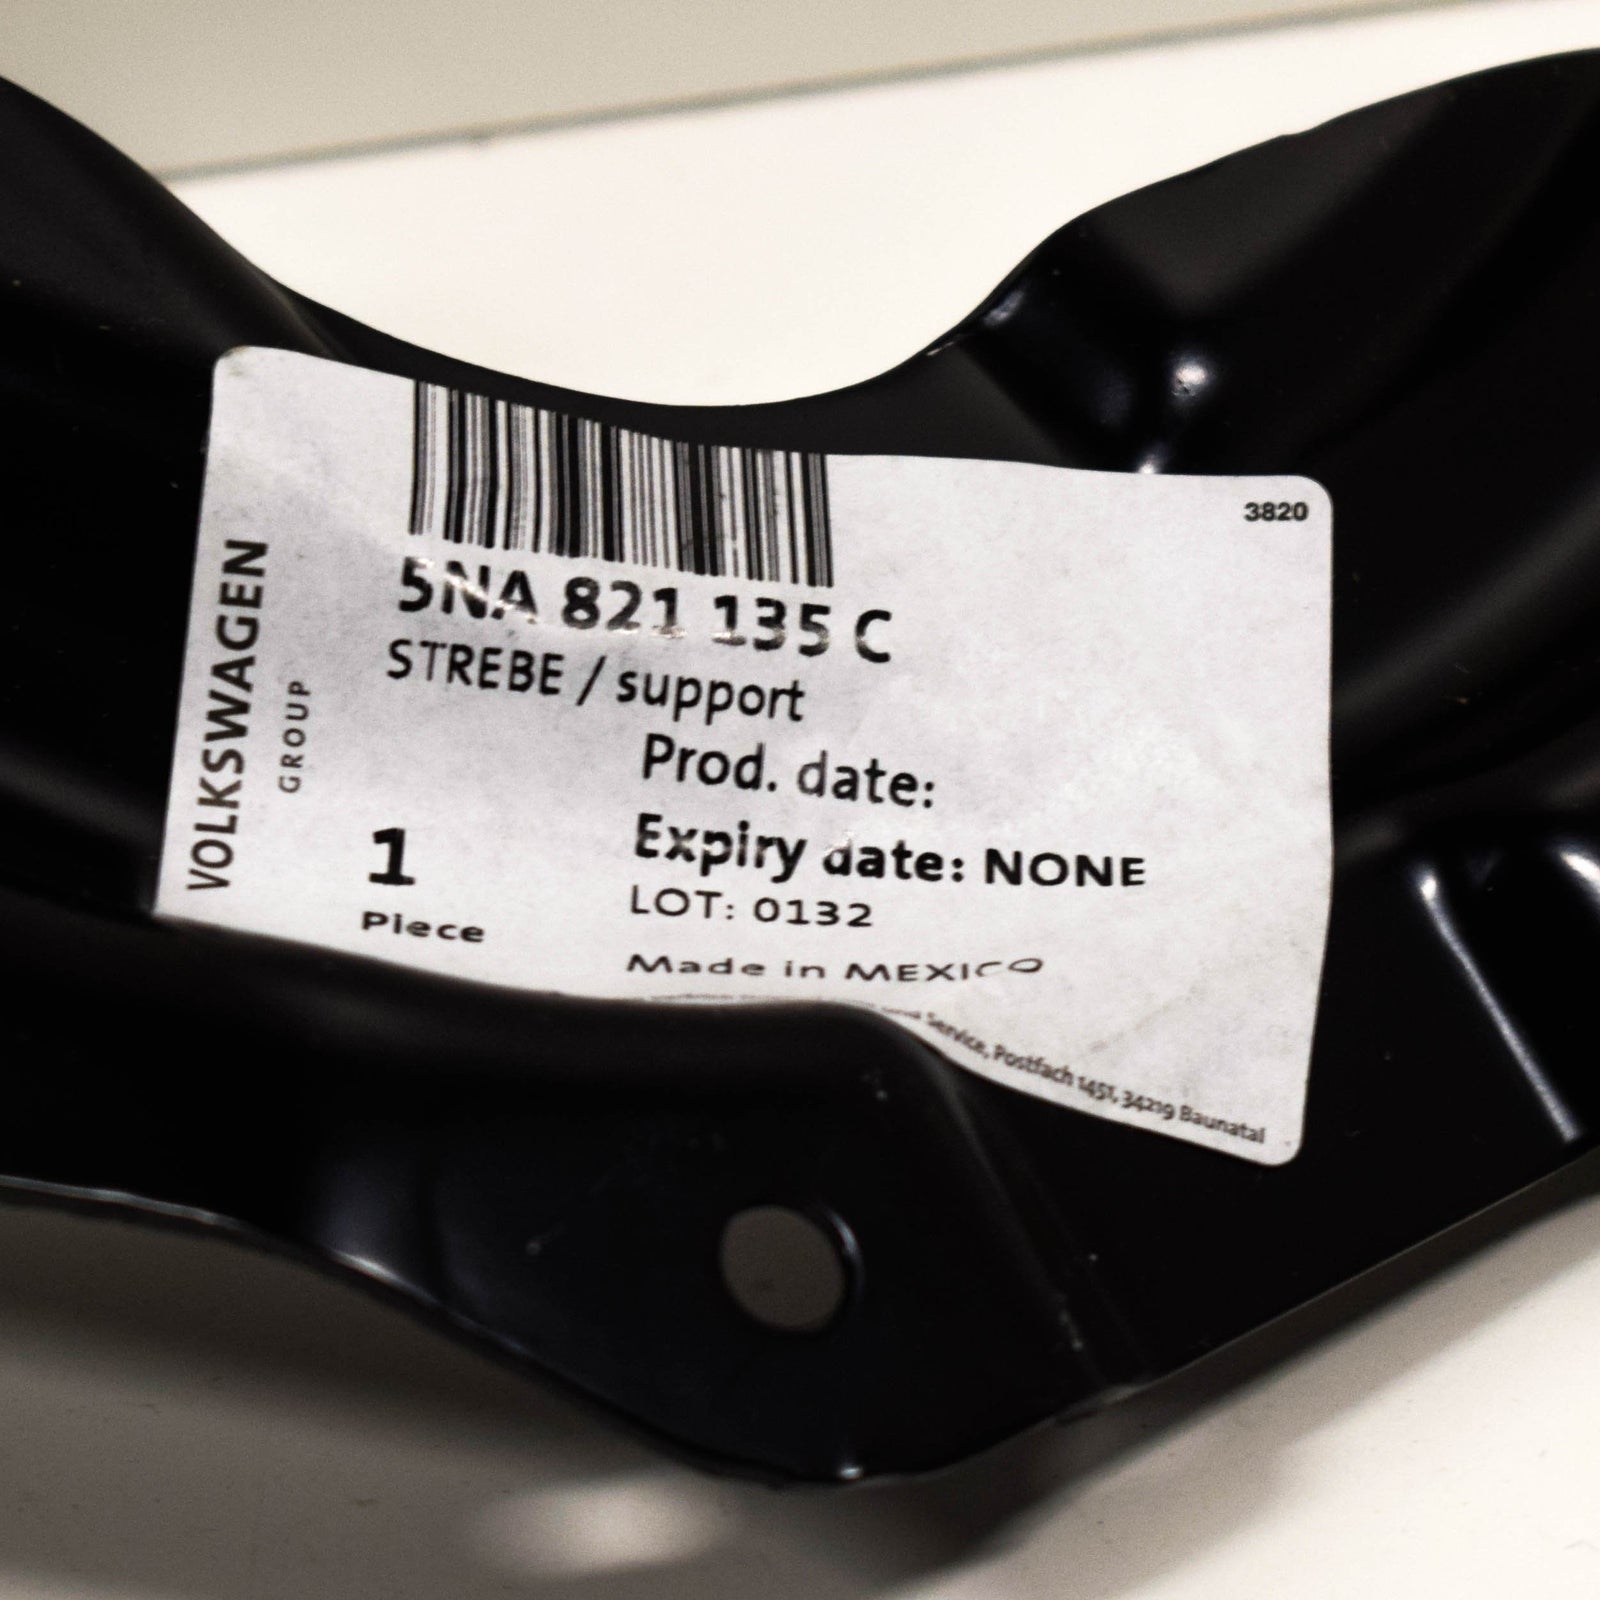 3820
VOLKSWAGEN
GROUP
5NA 821 135 C
STREBE / support
Prod. date:
Expiry date: NONE
1
Piece
LOT: 0132
Made in MEXICO
Service, Postfach 1451, 34219 Baunatal